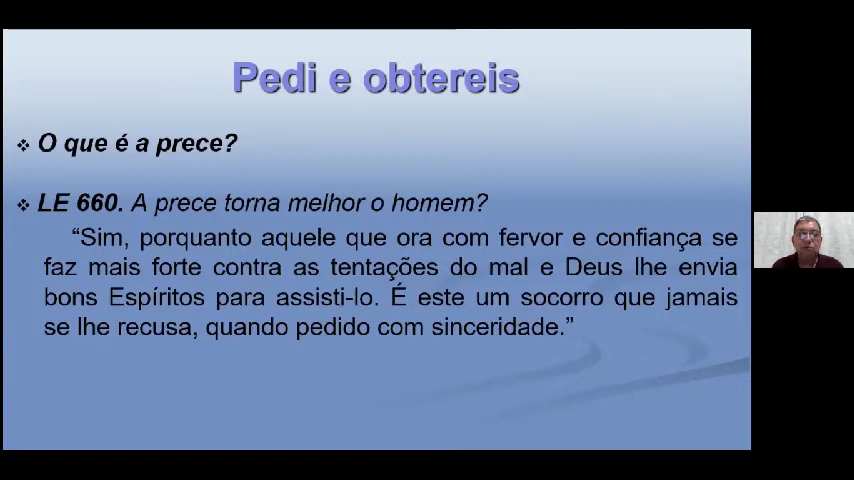 Pedi e obtereis
❖ O que é a prece?
❖ LE 660. A prece torna melhor o homem?
“Sim, porquanto aquele que ora com fervor e confiança se
faz mais forte contra as tentações do mal e Deus lhe envia
bons Espíritos para assisti-lo. É este um socorro que jamais
se lhe recusa, quando pedido com sinceridade.”